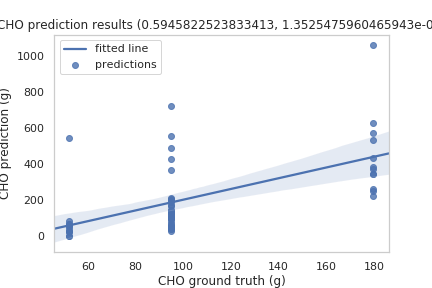 CHO prediction results (0.5945822523833413, 1.3525475960465943e-0
fitted line
predictions
1000
800
600
400
200
0
CHO prediction (g)
60
80
100
120
140
160
180
CHO ground truth (g)